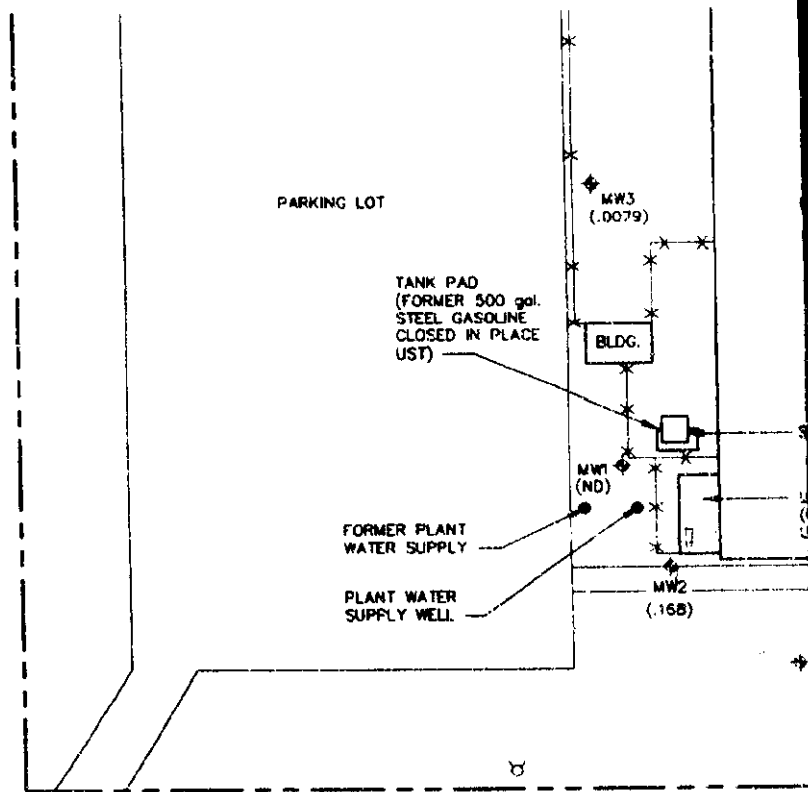 PARKING LOT
MW3
(.0079)
TANK PAD
(FORMER 500 gal.
STEEL GASOLINE
CLOSED IN PLACE
UST)
BLDG.
MW1
(ND)
FORMER PLANT
WATER SUPPLY
PLANT WATER
SUPPLY WELL
MW2
(.168)